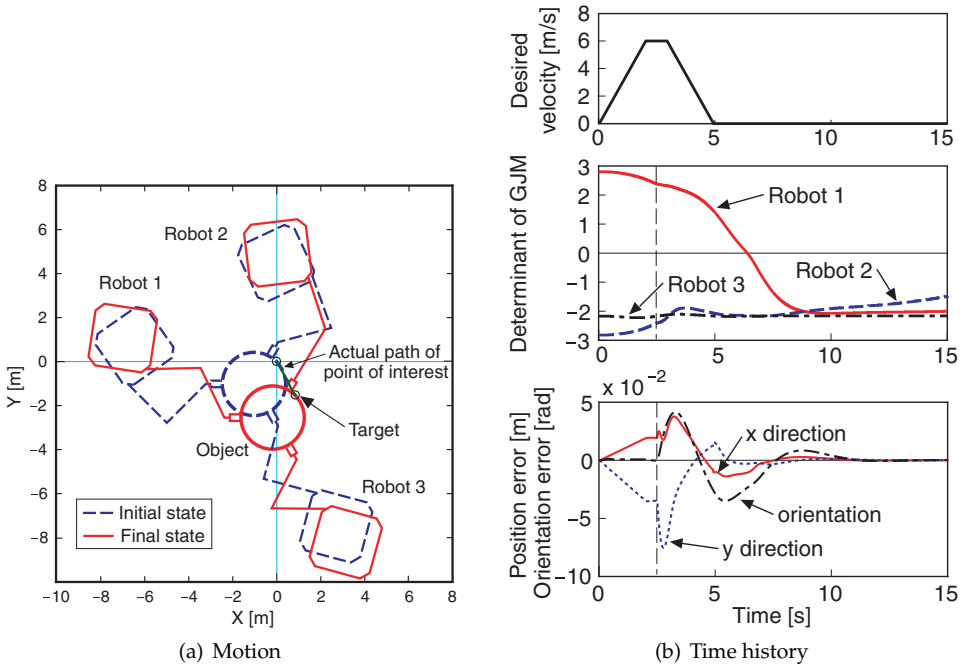 8
6
4
2
0
−2
−4
−6
−8
Y [m]
Robot 2
Robot 1
Actual path of
point of interest
Target
Object
Robot 3
Initial state
Final state
−10 −8 −6 −4 −2 0 2 4 6 8
X [m]
(a) Motion
8
6
4
2
0
Desired
velocity [m/s]
0 5 10 15
3
2
1
0
−1
−2
−3
Determinant of GJM
Robot 1
Robot 2
Robot 3
x 10⁻²
5
0
-5
−10
Position error [m]
Orientation error [rad]
x direction
orientation
y direction
0 5 10 15
Time [s]
(b) Time history